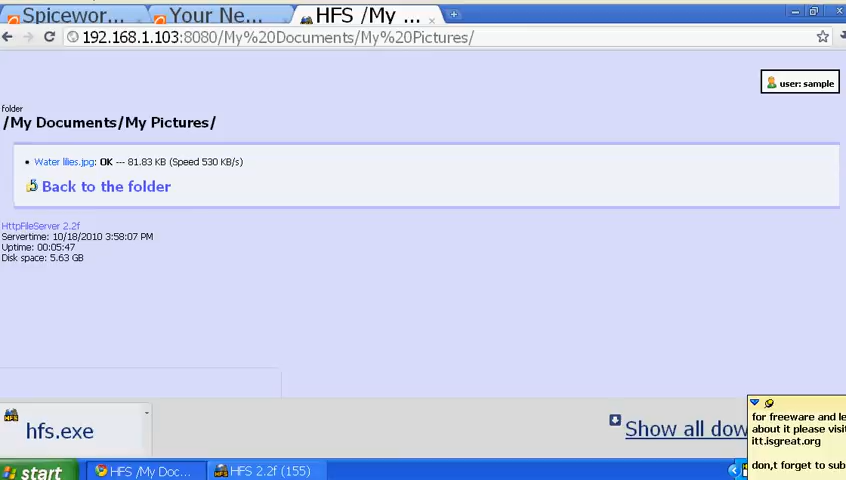 Spicewor...
Your Ne...
HFS /My ...
192.168.1.103:8080/My%20Documents/My%20Pictures/
user: sample
folder
/My Documents/My Pictures/
Water lilies.jpg: OK --- 81.83 KB (Speed 530 KB/s)
Back to the folder
HttpFileServer 2.2f
Servertime: 10/18/2010 3:58:07 PM
Uptime: 00:05:47
Disk space: 5.63 GB
hfs.exe
Show all dow
for freeware and le
about it please visit
itt.isgreat.org
don,t forget to sub
start
HFS /My Doc...
HFS 2.2f (155)